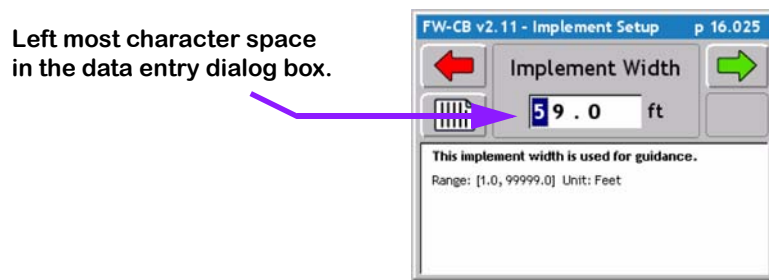 Left most character space
in the data entry dialog box.
FW-CB v2.11 - Implement Setup p 16.025
Implement Width
59.0 ft
This implement width is used for guidance.
Range: [1.0, 99999.0] Unit: Feet